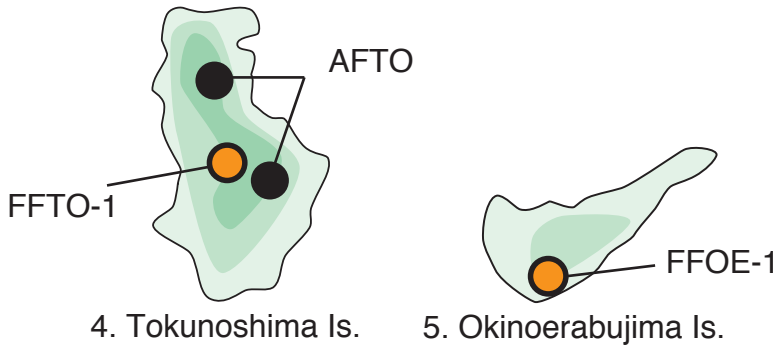 AFTO
FFTO-1
FFOE-1
4. Tokunoshima Is.
5. Okinoerabujima Is.